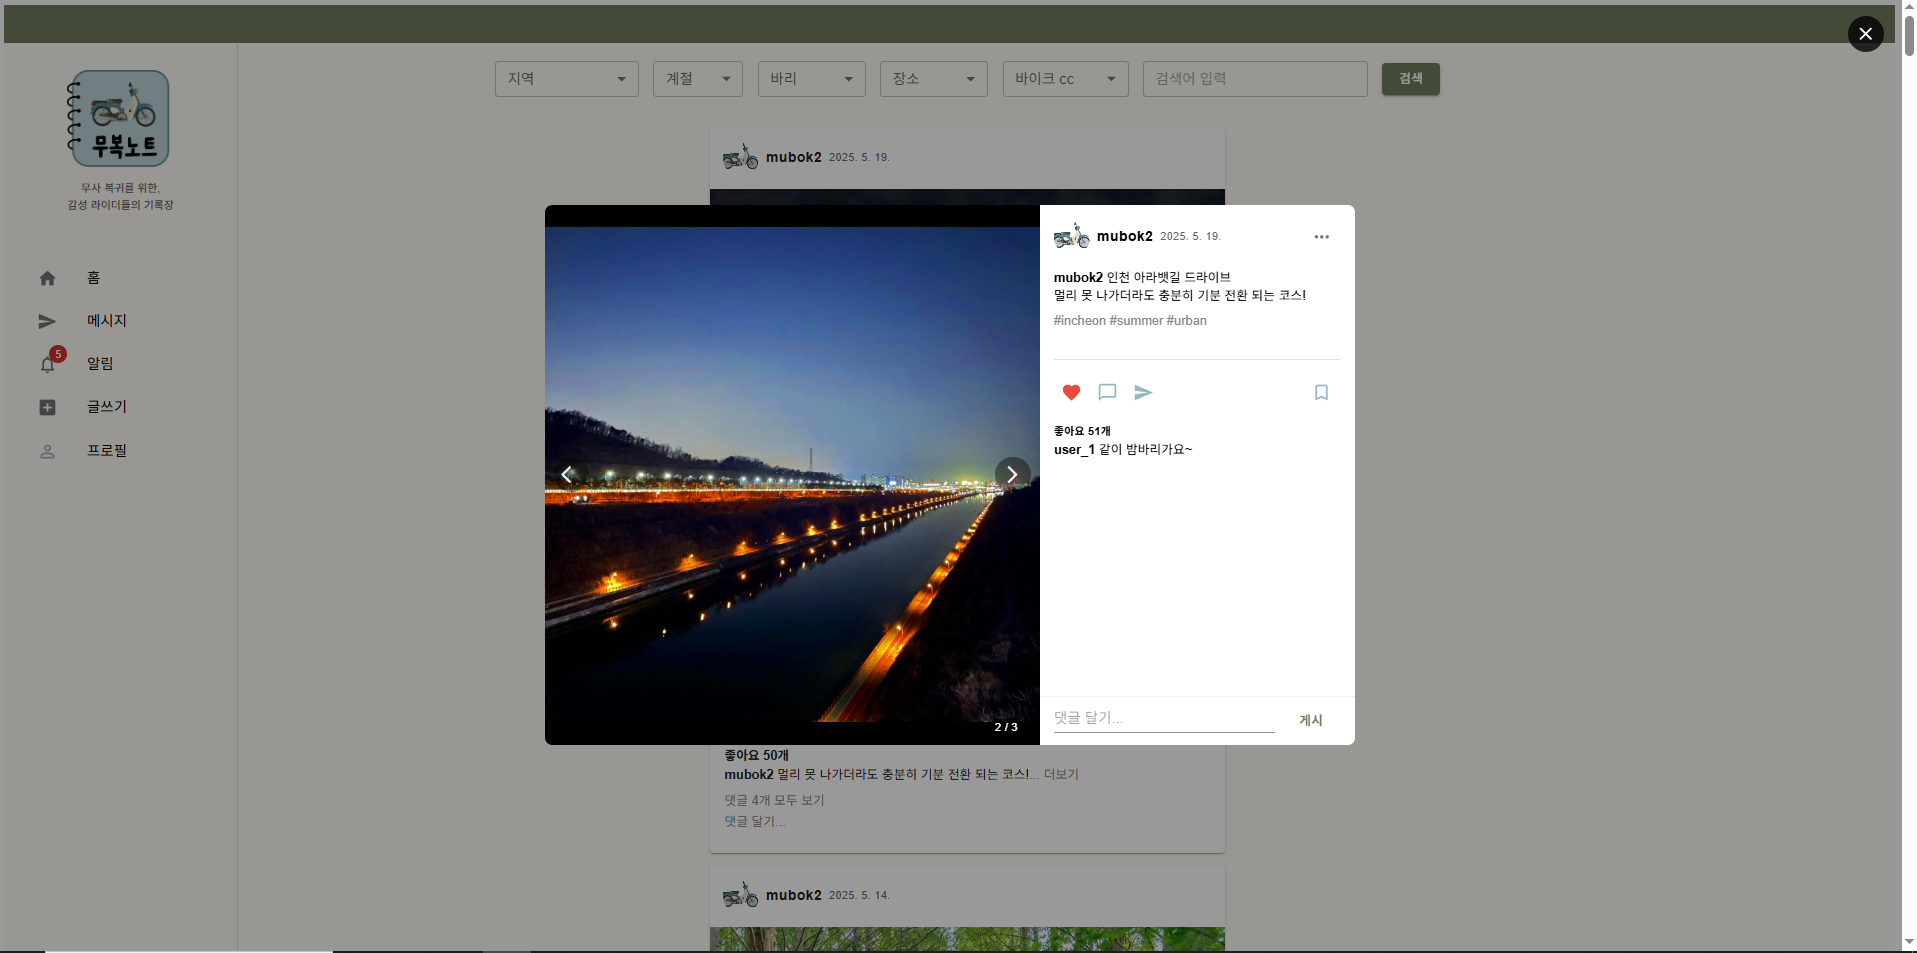 무복노트
무사 복귀를 위한,
감성 라이더들의 기록장
홈
메시지
5
알림
글쓰기
프로필
지역
계절
바리
장소
바이크 cc
검색어 입력
검색
mubok2 2025. 5. 19.
2 / 3
mubok2 2025. 5. 19.
mubok2 인천 아라뱃길 드라이브
멀리 못 나가더라도 충분히 기분 전환 되는 코스!
#incheon #summer #urban
좋아요 51개
user_1 같이 밤바리가요~
댓글 달기...
게시
좋아요 50개
mubok2 멀리 못 나가더라도 충분히 기분 전환 되는 코스!... 더보기
댓글 4개 모두 보기
댓글 달기...
mubok2 2025. 5. 14.